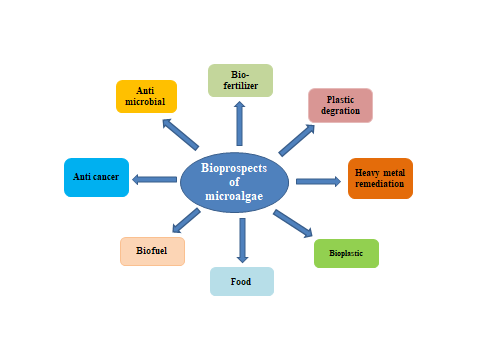 Bio-
fertilizer
Anti
microbial
Plastic
degration
Bioprospects
of
microalgae
Anti cancer
Heavy metal
remediation
Biofuel
Bioplastic
Food